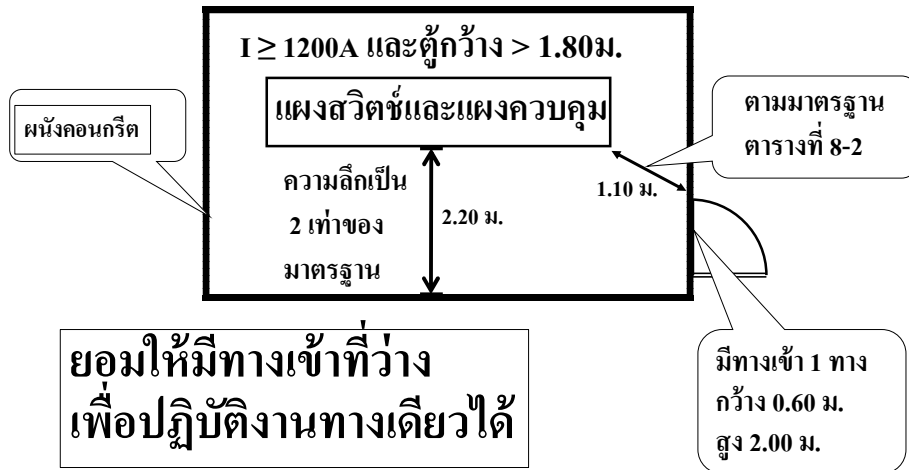 I ≥ 1200A และตู้กว้าง > 1.80ม.
แผงสวิตช์และแผงควบคุม
ผนังคอนกรีต
ตามมาตรฐาน
ตารางที่ 8-2
ความลึกเป็น
2 เท่าของ
มาตรฐาน
2.20 ม.
1.10 ม.
ยอมให้มีทางเข้าที่ว่าง
เพื่อปฏิบัติงานทางเดียวได้
มีทางเข้า 1 ทาง
กว้าง 0.60 ม.
สูง 2.00 ม.